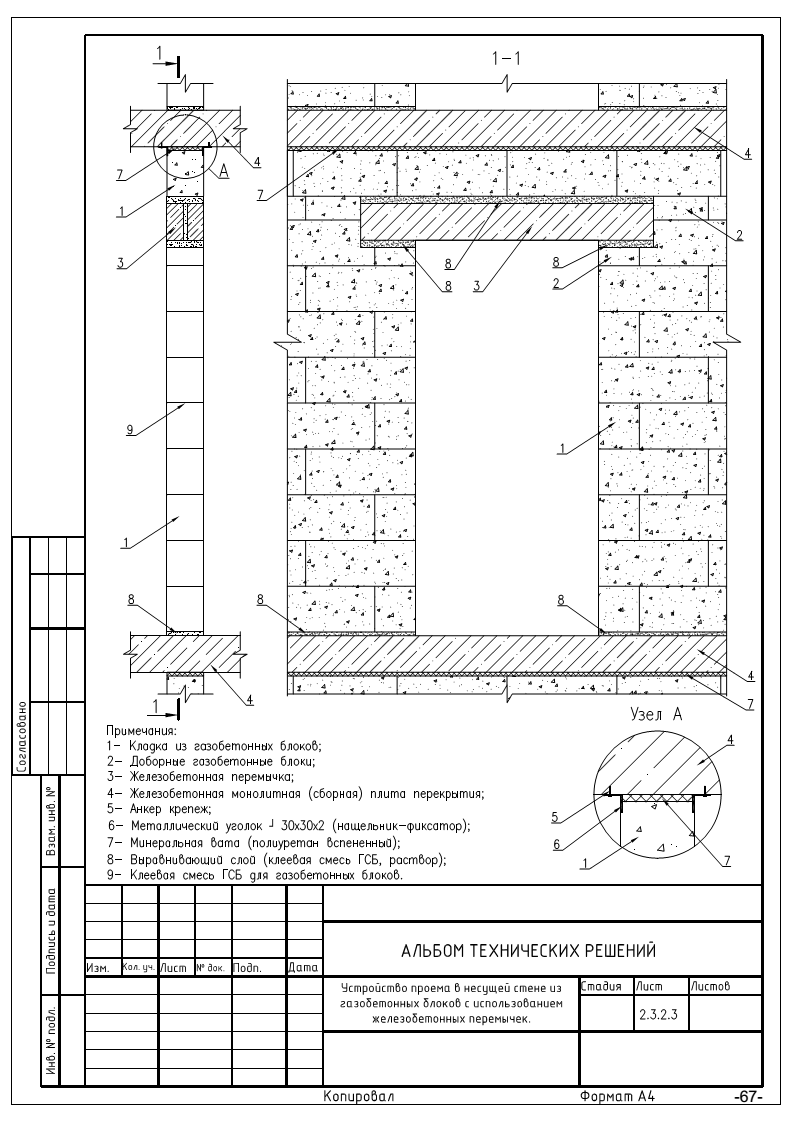 1
1-1
7
A
4
1
3
9
1
8
4
1
7
8
4
2
8
3
8
8
2
1
8
8
4
7
Узел А
4
5
6
1
7
Примечания:
1- Кладка из газобетонных блоков;
2- Доборные газобетонные блоки;
3- Железобетонная перемычка;
4- Железобетонная монолитная (сборная) плита перекрытия;
5- Анкер крепеж;
6- Металлический уголок ┘ 30х30х2 (нащельник-фиксатор);
7- Минеральная вата (полиуретан вспененный);
8- Выравнивающий слой (клеевая смесь ГСБ, раствор);
9- Клеевая смесь ГСБ для газобетонных блоков.
Согласовано
Взам. инв. №
Подпись и дата
Инв. № подл.
Изм. Кол. уч. Лист № док. Подп. Дата
АЛЬБОМ ТЕХНИЧЕСКИХ РЕШЕНИЙ
Устройство проема в несущей стене из
газобетонных блоков с использованием
железобетонных перемычек.
Стадия Лист Листов
2.3.2.3
Копировал Формат А4 -67-